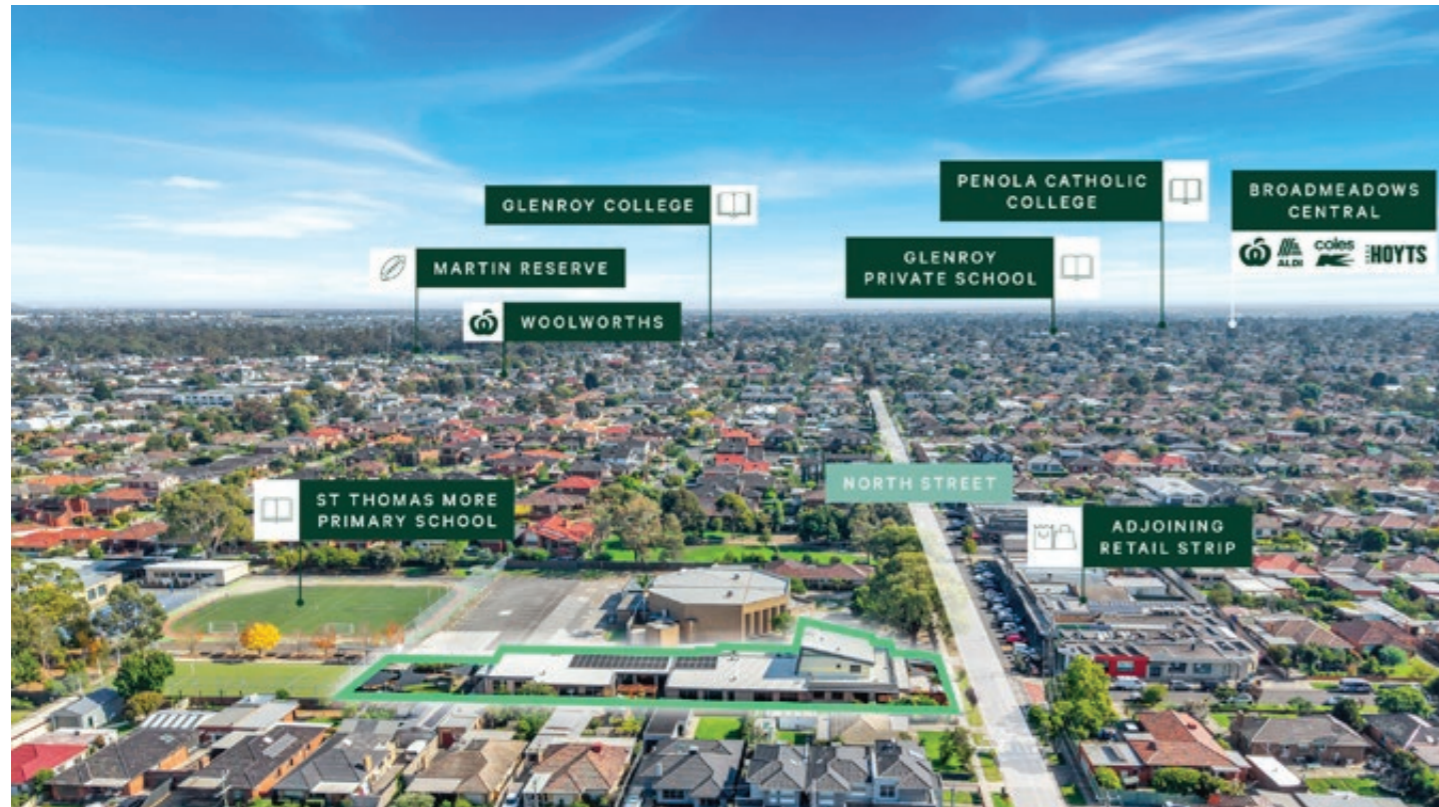 GLENROY COLLEGE
PENOLA CATHOLIC
COLLEGE
BROADMEADOWS
CENTRAL
ALDI
coles
HOYTS
MARTIN RESERVE
GLENROY
PRIVATE SCHOOL
WOOLWORTHS
NORTH STREET
ST THOMAS MORE
PRIMARY SCHOOL
ADJOINING
RETAIL STRIP